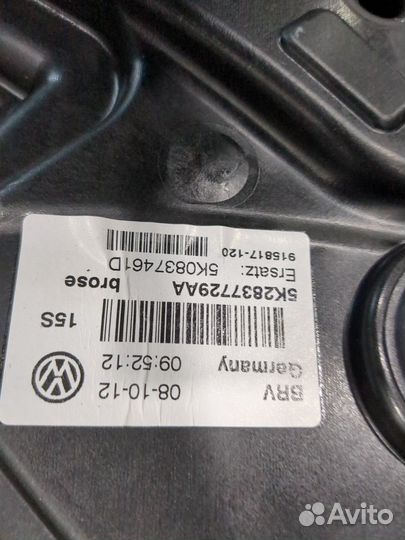 BRV 08-10-12
Germany 09:52:12
15S
5K2837729AA brose
Ersatz: 5K0837461D
915817-120
Avito